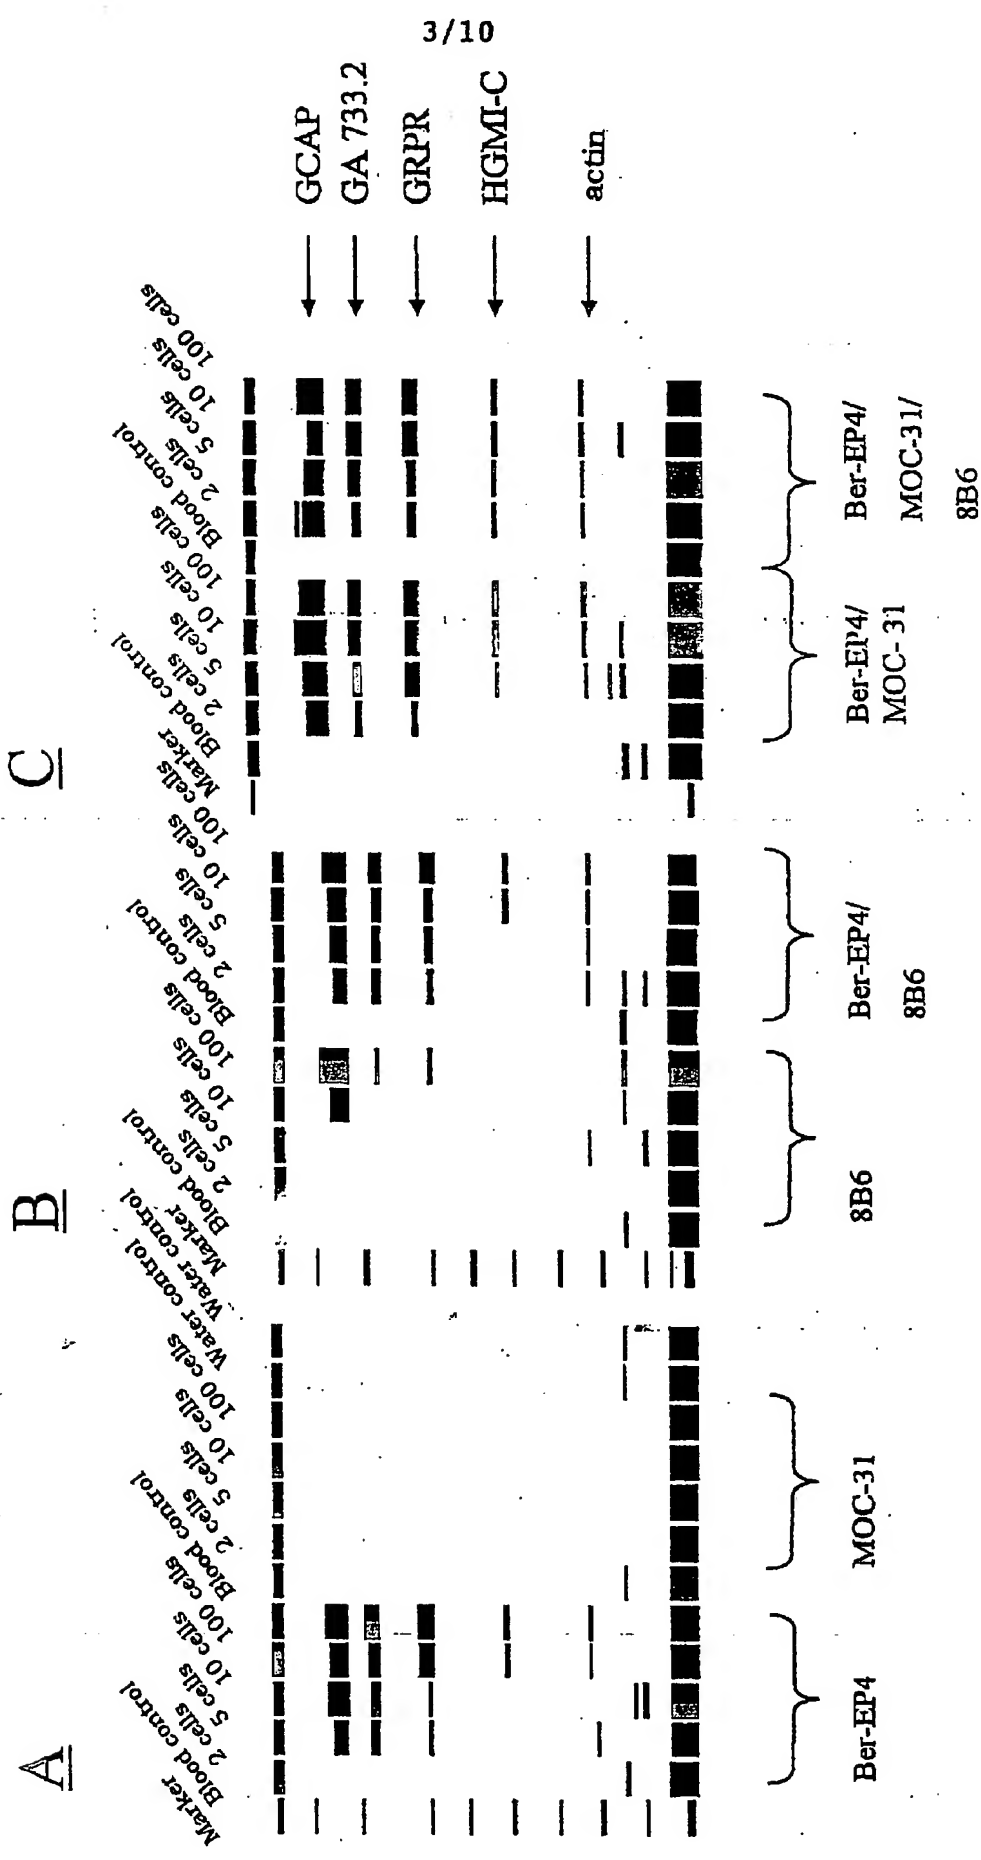 3/10
A
B
C
Marker
Blood control
2 cells
5 cells
10 cells
100 cells
Blood control
2 cells
5 cells
10 cells
100 cells
Water control
Water control
Marker
Blood control
2 cells
5 cells
10 cells
100 cells
Blood control
2 cells
5 cells
10 cells
100 cells
Marker
Blood control
2 cells
5 cells
10 cells
100 cells
Blood control
2 cells
5 cells
10 cells
100 cells
GCAP
GA 733.2
GRPR
HGMI-C
actin
Ber-EP4
MOC-31
8B6
Ber-EP4/
8B6
Ber-EP4/
MOC-31
Ber-EP4/
MOC-31/
8B6